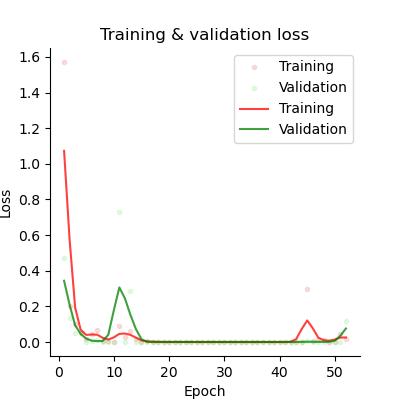 Training & validation loss
Training
Validation
Training
Validation
Loss
1.6
1.4
1.2
1.0
0.8
0.6
0.4
0.2
0.0
0 10 20 30 40 50
Epoch